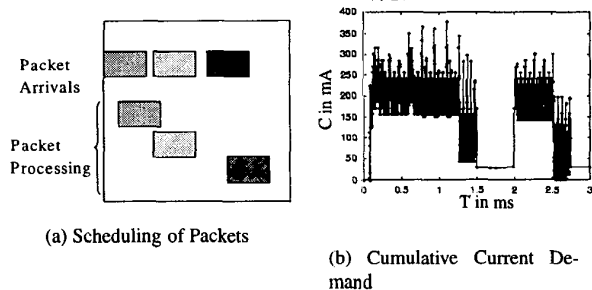 Packet
Arrivals
Packet
Processing
(a) Scheduling of Packets
C in mA
400
350
300
250
200
150
100
50
0
0
0.5
1
1.5
2
2.5
3
T in ms
(b) Cumulative Current De-
mand